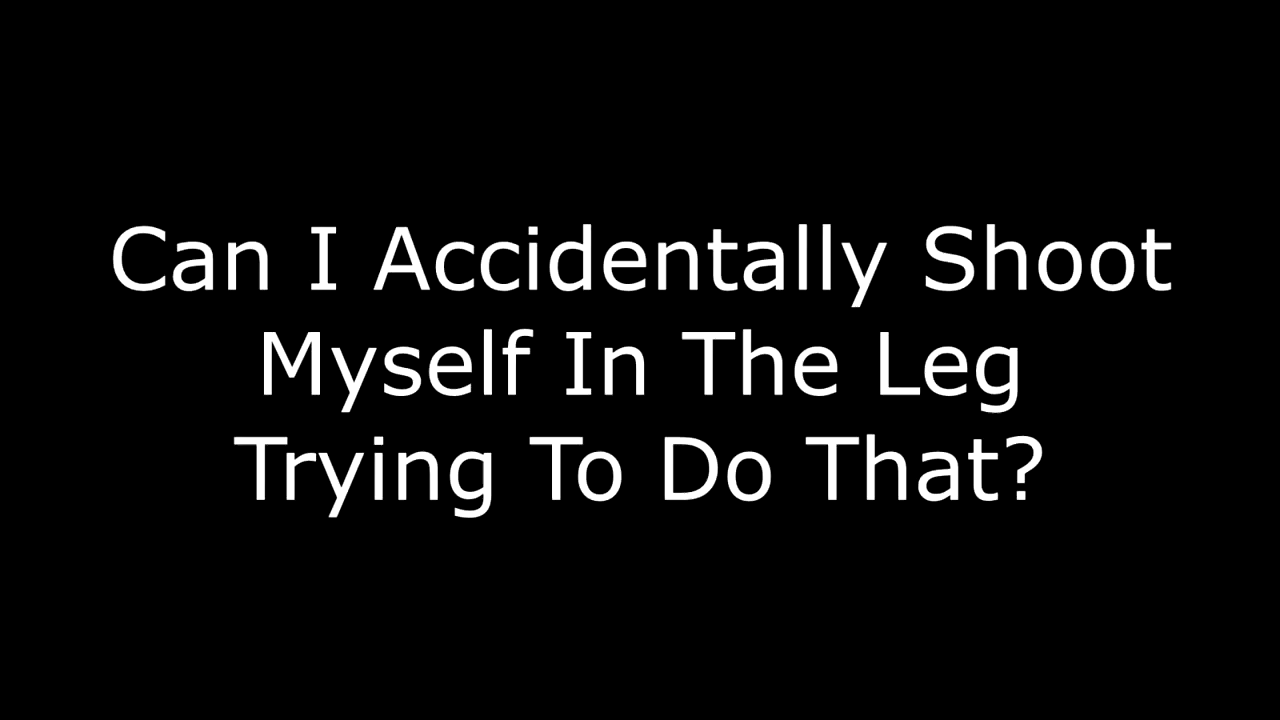 Can I Accidentally Shoot
Myself In The Leg
Trying To Do That?